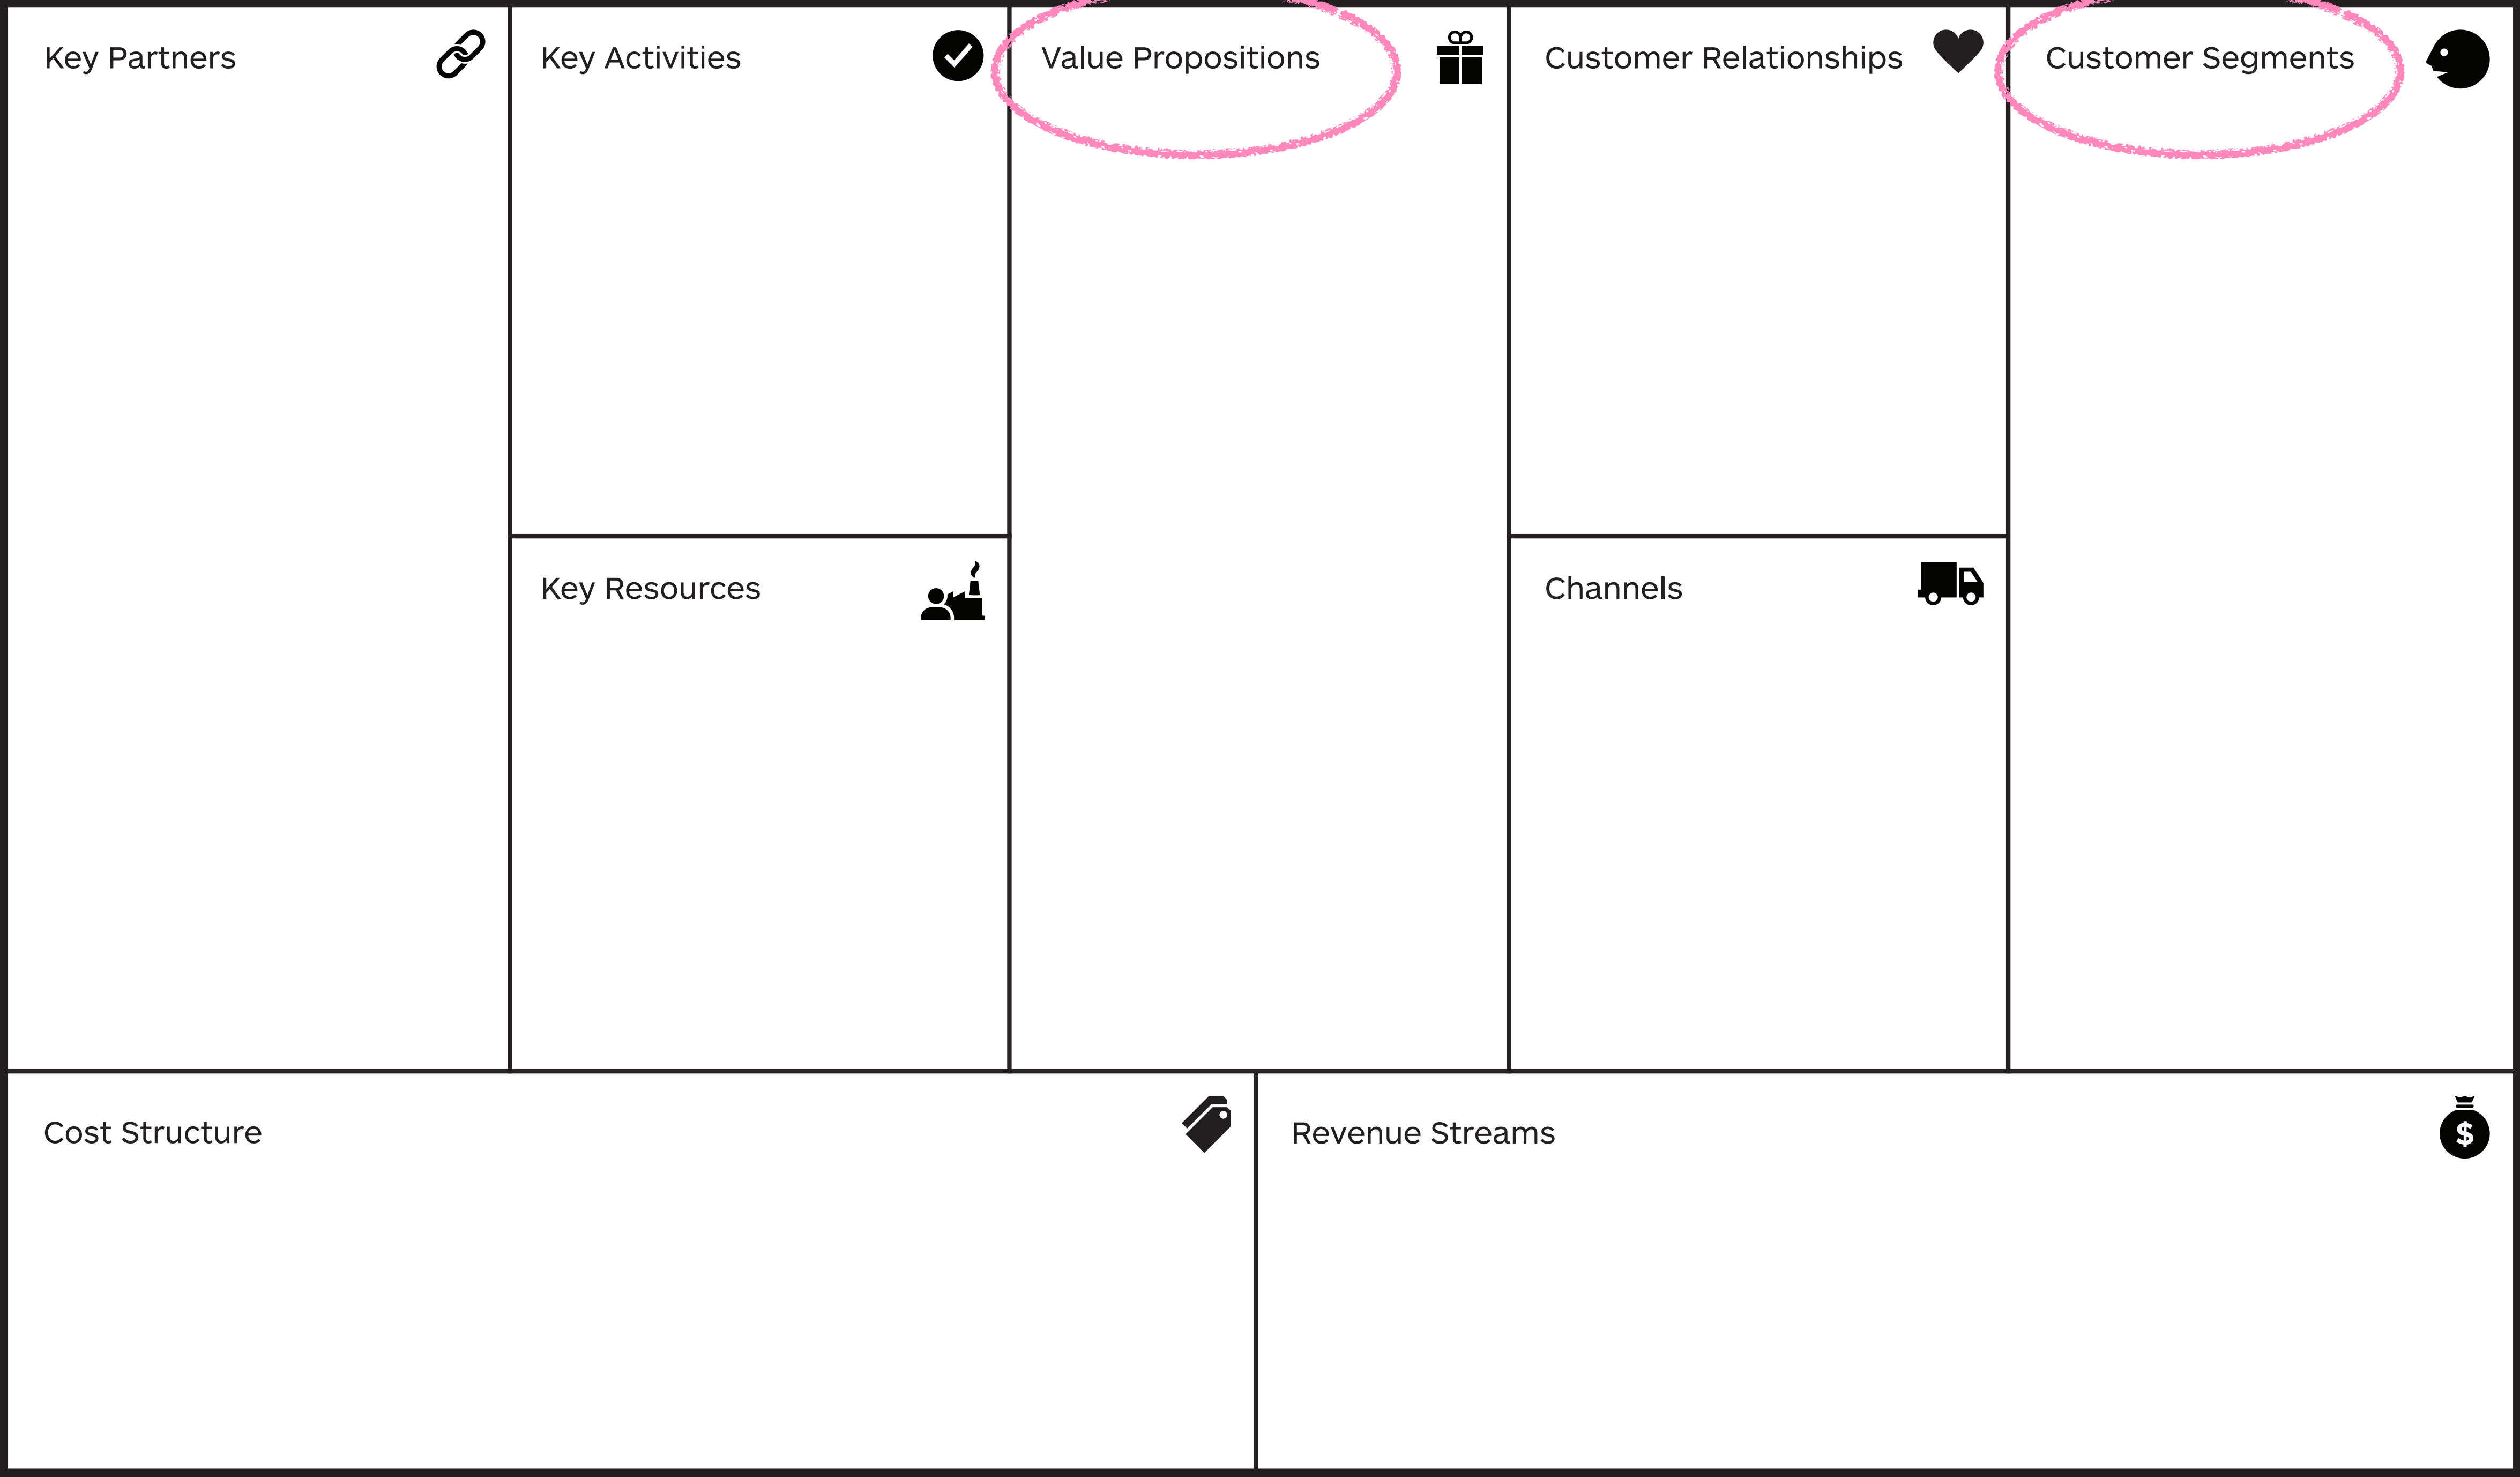 Key Partners
Key Activities
Value Propositions
Customer Relationships
Customer Segments
Key Resources
Channels
Cost Structure
Revenue Streams
$